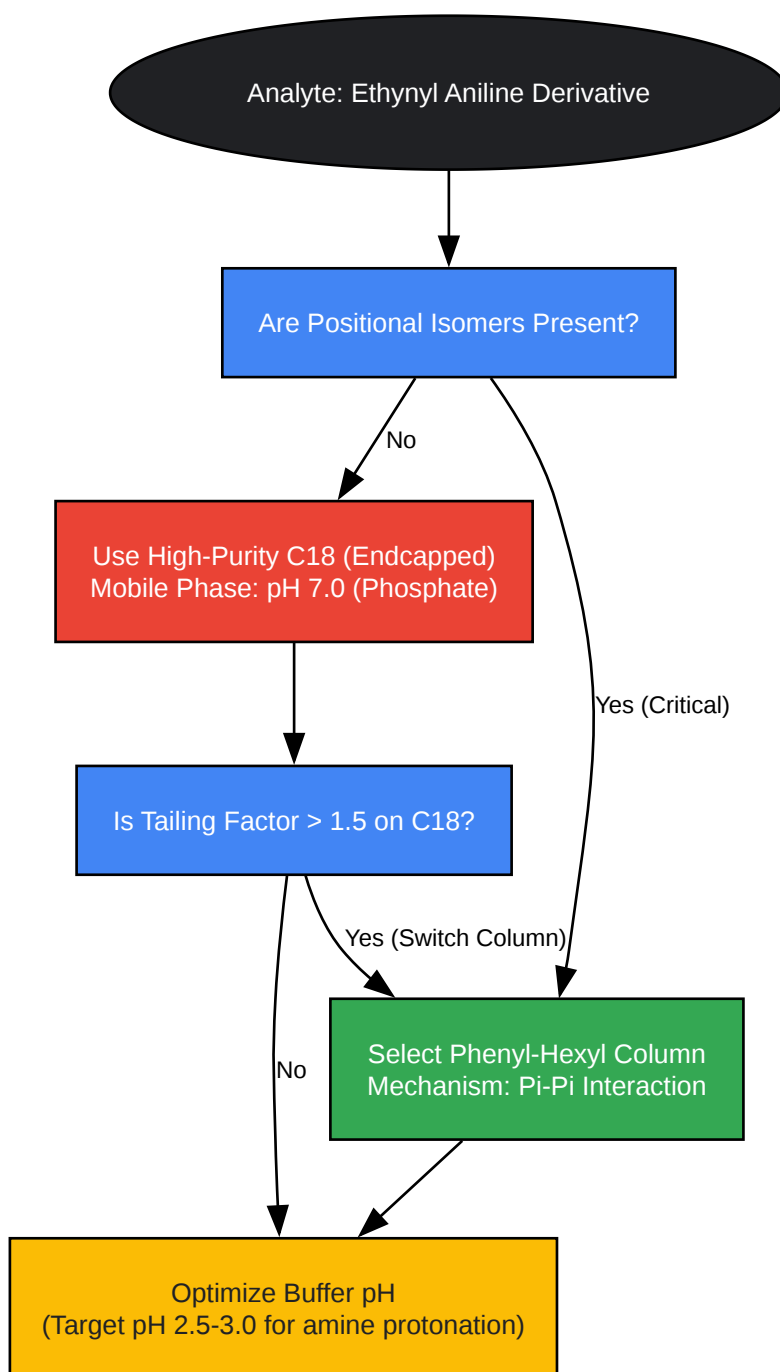 Analyte: Ethynyl Aniline Derivative
Are Positional Isomers Present?
No
Use High-Purity C18 (Endcapped)
Mobile Phase: pH 7.0 (Phosphate)
Yes (Critical)
Is Tailing Factor > 1.5 on C18?
Yes (Switch Column)
Select Phenyl-Hexyl Column
Mechanism: Pi-Pi Interaction
No
Optimize Buffer pH
(Target pH 2.5-3.0 for amine protonation)